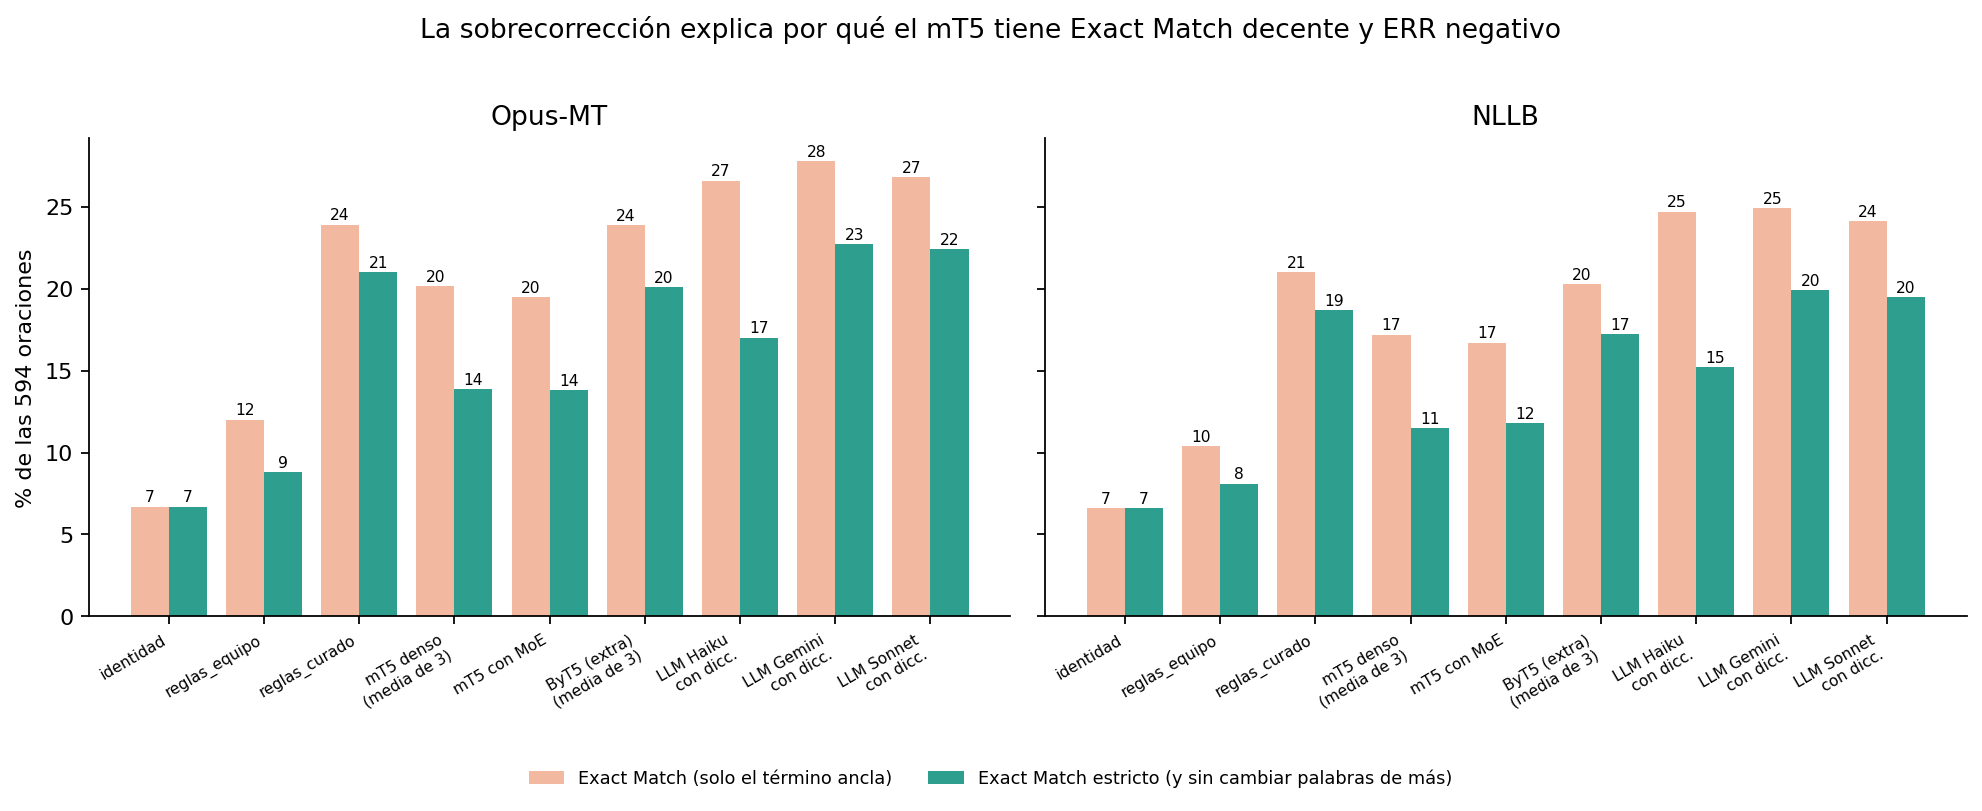 La sobrecorrección explica por qué el mT5 tiene Exact Match decente y ERR negativo
Opus-MT
% de las 594 oraciones
25
20
15
10
5
0
7
7
12
9
24
21
20
14
20
14
24
20
27
17
28
23
27
22
identidad
reglas_equipo
reglas_curado
mT5 denso
(media de 3)
mT5 con MoE
ByT5 (extra)
(media de 3)
LLM Haiku
con dicc.
LLM Gemini
con dicc.
LLM Sonnet
con dicc.
NLLB
7
7
10
8
21
19
17
11
17
12
20
17
25
15
25
20
24
20
identidad
reglas_equipo
reglas_curado
mT5 denso
(media de 3)
mT5 con MoE
ByT5 (extra)
(media de 3)
LLM Haiku
con dicc.
LLM Gemini
con dicc.
LLM Sonnet
con dicc.
Exact Match (solo el término ancla)
Exact Match estricto (y sin cambiar palabras de más)